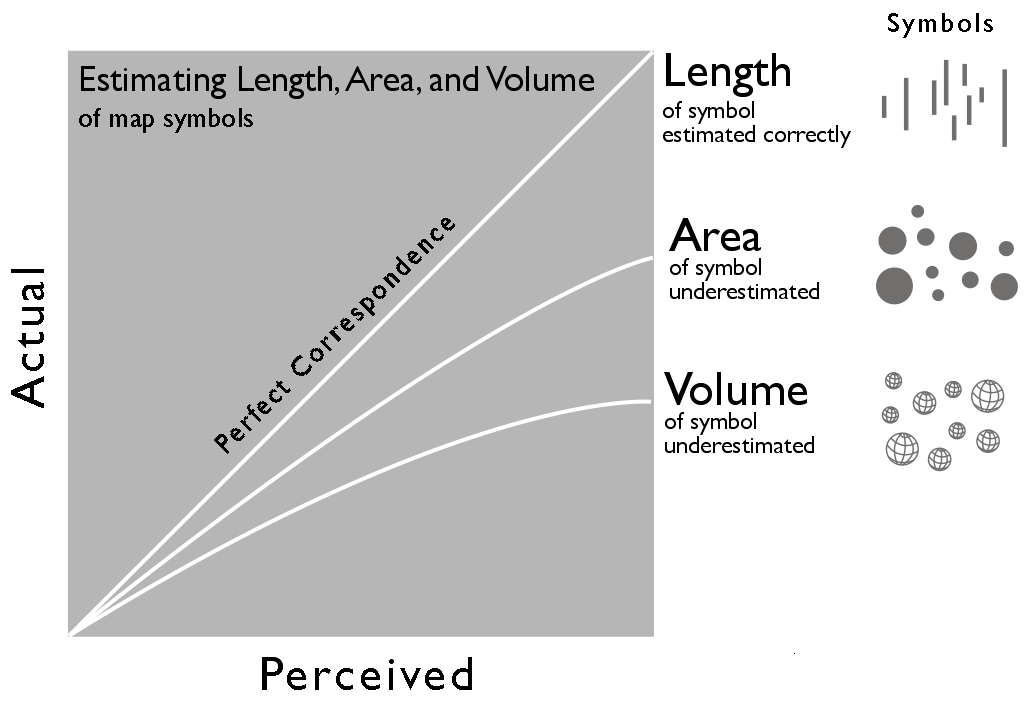 Symbols
Estimating Length, Area, and Volume
of map symbols
Length
of symbol
estimated correctly
Perfect Correspondence
Area
of symbol
underestimated
Actual
Volume
of symbol
underestimated
Perceived